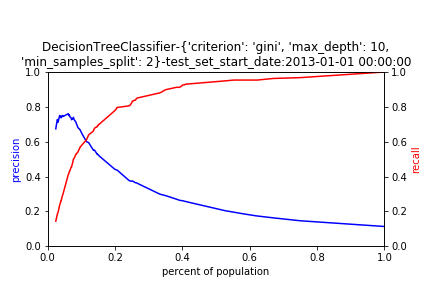 DecisionTreeClassifier-{'criterion': 'gini', 'max_depth': 10,
'min_samples_split': 2}-test_set_start_date:2013-01-01 00:00:00
1.0
0.8
0.6
0.4
0.2
0.0
precision
1.0
0.8
0.6
0.4
0.2
0.0
recall
0.0 0.2 0.4 0.6 0.8 1.0
percent of population